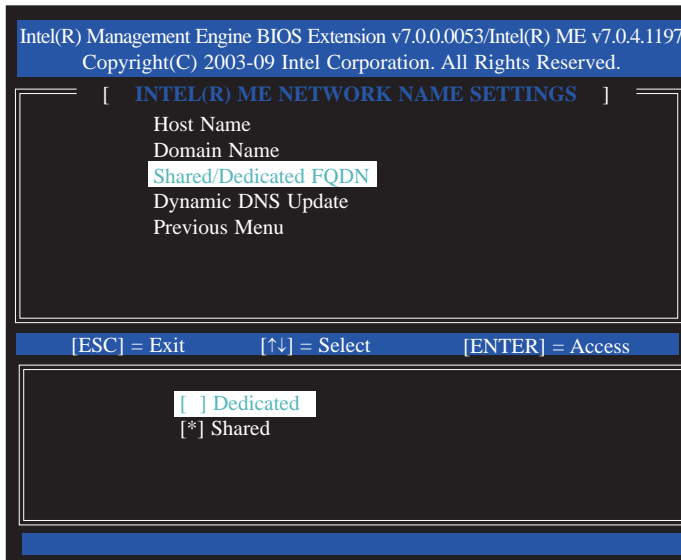 Intel(R) Management Engine BIOS Extension v7.0.0.0053/Intel(R) ME v7.0.4.1197
Copyright(C) 2003-09 Intel Corporation. All Rights Reserved.
[ INTEL(R) ME NETWORK NAME SETTINGS ]
Host Name
Domain Name
Shared/Dedicated FQDN
Dynamic DNS Update
Previous Menu
[ESC] = Exit [↑↓] = Select [ENTER] = Access
[ ] Dedicated
[*] Shared